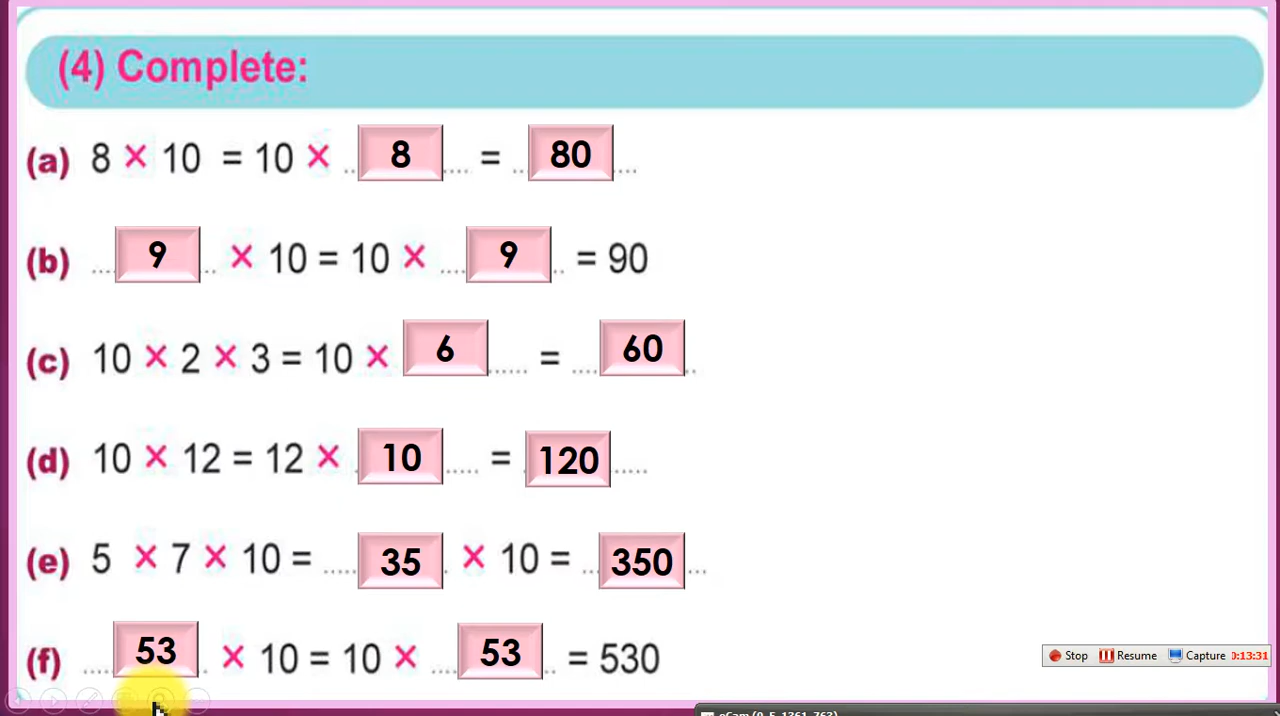 (4) Complete:
(a) 8 × 10 = 10 × ..8.... = ..80....
(b) ....9.. × 10 = 10 × ....9.. = 90
(c) 10 × 2 × 3 = 10 × 6...... = ....60..
(d) 10 × 12 = 12 × .10..... = .120.....
(e) 5 × 7 × 10 = .....35. × 10 = ..350...
(f) ....53. × 10 = 10 × ....53.. = 530
Stop Resume Capture 0:13:31